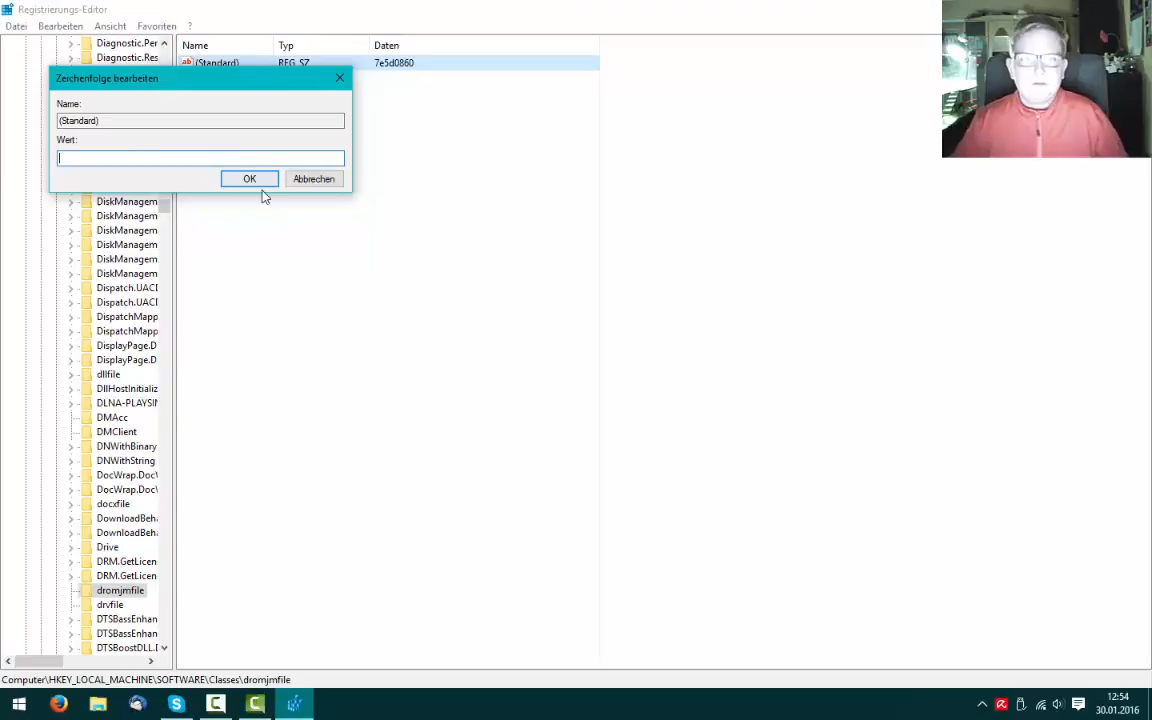 Registrierungs-Editor
Datei Bearbeiten Ansicht Favoriten ?
Diagnostic.Per
Diagnostic.Res
Name Typ Daten
(Standard) REG_SZ 7e5d0860
Zeichenfolge bearbeiten
Name:
(Standard)
Wert:
OK Abbrechen
DiskManagem
DiskManagem
DiskManagem
DiskManagem
DiskManagem
DiskManagem
Dispatch.UACI
Dispatch.UACI
DispatchMapp
DispatchMapp
DisplayPage.D
DisplayPage.D
dllfile
DllHostInitializ
DLNA-PLAYSIN
DMAcc
DMClient
DNWithBinary
DNWithString
DocWrap.Doc
DocWrap.Doc
docxfile
DownloadBeh
DownloadBeh
Drive
DRM.GetLicen
DRM.GetLicen
dromjmfile
drvfile
DTSBassEnhan
DTSBassEnhan
DTSBoostDLL.D
Computer\HKEY_LOCAL_MACHINE\SOFTWARE\Classes\dromjmfile
12:54
30.01.2016